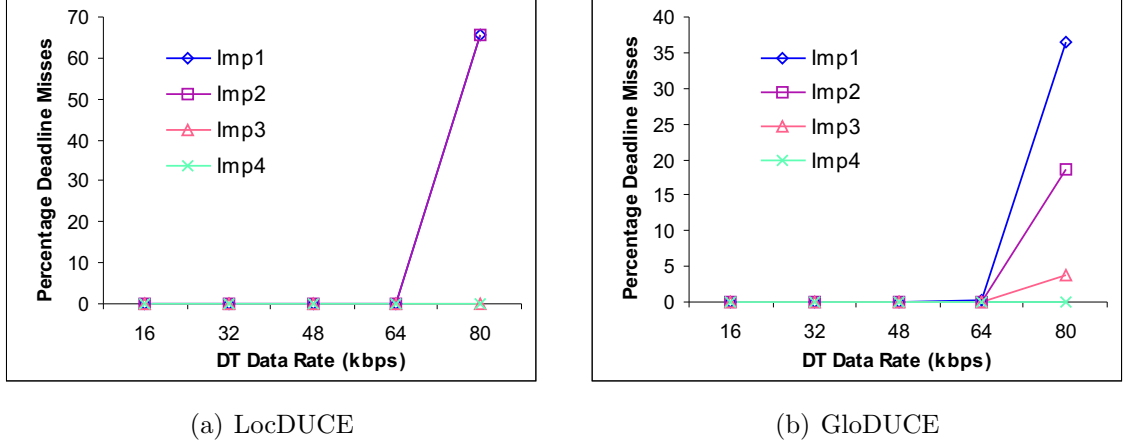 Percentage Deadline Misses
70
60
50
40
30
20
10
0
Imp1
Imp2
Imp3
Imp4
16 32 48 64 80
DT Data Rate (kbps)
(a) LocDUCE
Percentage Deadline Misses
40
35
30
25
20
15
10
5
0
Imp1
Imp2
Imp3
Imp4
16 32 48 64 80
DT Data Rate (kbps)
(b) GloDUCE